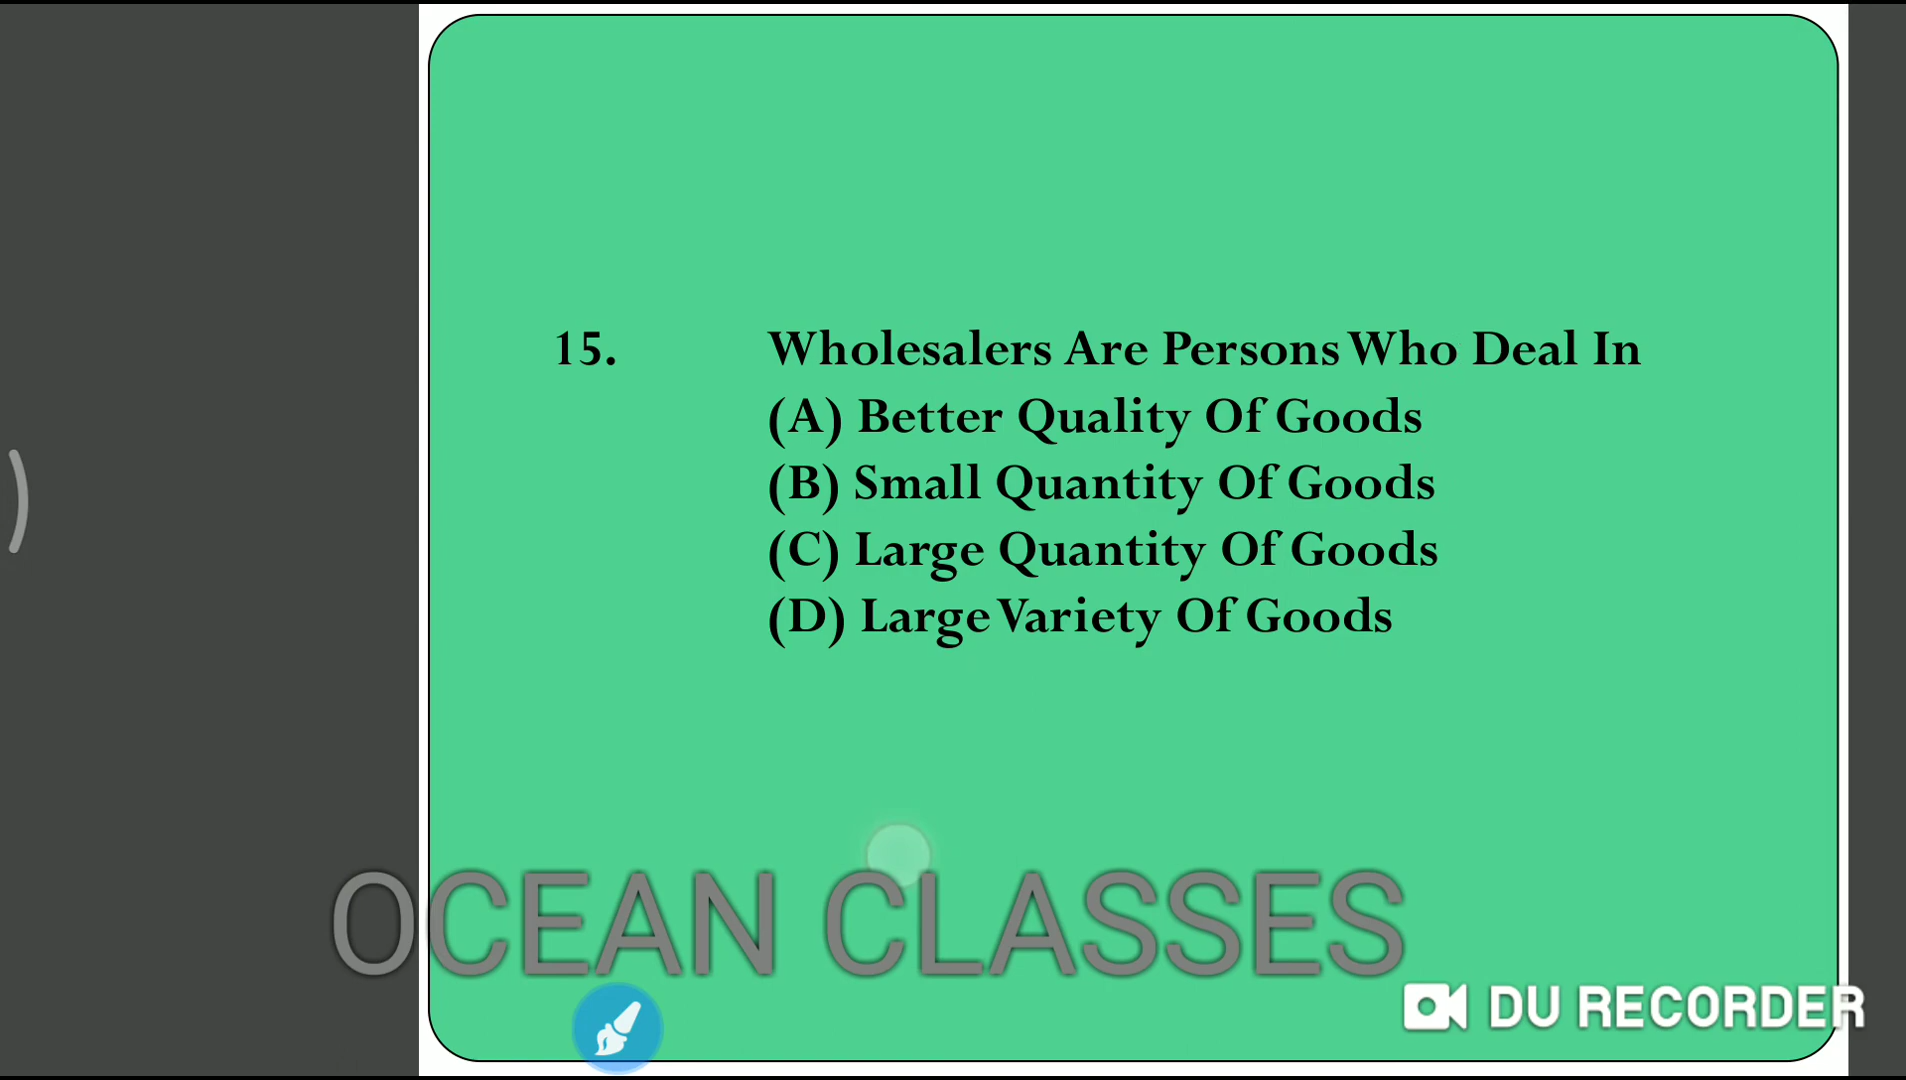 15. Wholesalers Are Persons Who Deal In
(A) Better Quality Of Goods
(B) Small Quantity Of Goods
(C) Large Quantity Of Goods
(D) Large Variety Of Goods
OCEAN CLASSES
DU RECORDER